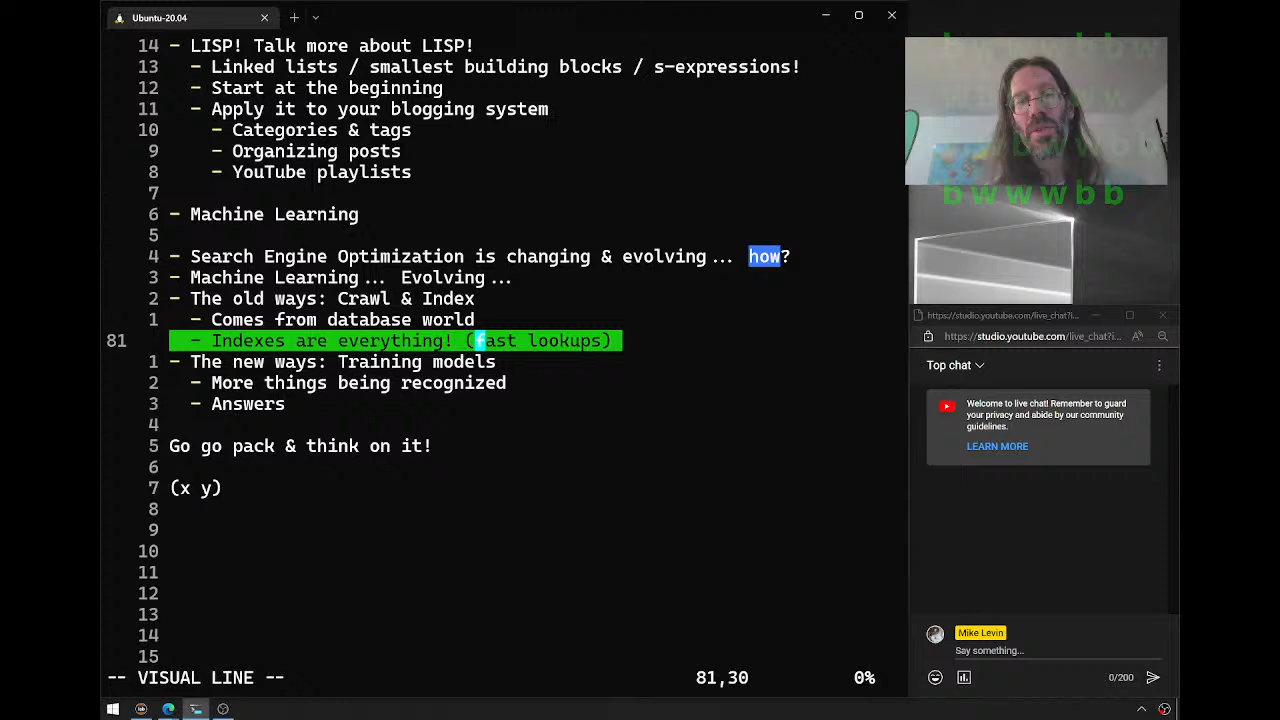 Ubuntu-20.04
14 - LISP! Talk more about LISP!
13 - Linked lists / smallest building blocks / s-expressions!
12 - Start at the beginning
11 - Apply it to your blogging system
10 - Categories & tags
9 - Organizing posts
8 - YouTube playlists
7
6 - Machine Learning
5
4 - Search Engine Optimization is changing & evolving... how?
3 - Machine Learning... Evolving...
2 - The old ways: Crawl & Index
1 - Comes from database world
81 - Indexes are everything! (fast lookups)
1 - The new ways: Training models
2 - More things being recognized
3 - Answers
4
5 Go go pack & think on it!
6
7 (x y)
8
9
10
11
12
13
14
15
-- VISUAL LINE -- 81,30 0%
b w w w b b
https://studio.youtube.com/live_chat?i...
https://studio.youtube.com/live_chat?i...
Top chat
Welcome to live chat! Remember to guard
your privacy and abide by our community
guidelines.
LEARN MORE
Mike Levin
Say something...
0/200